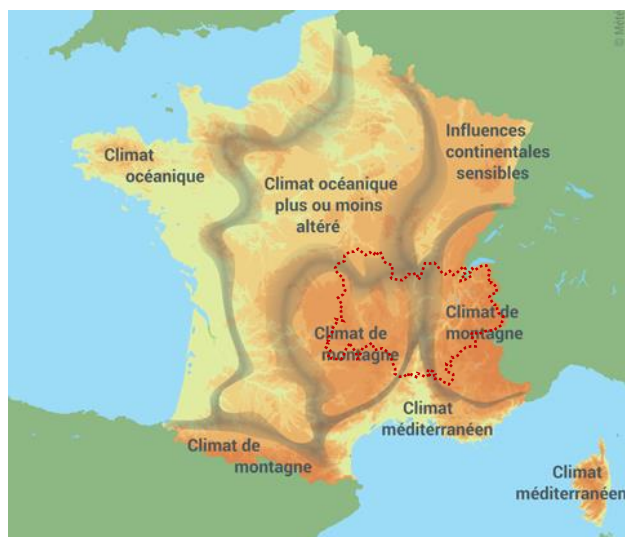 © Mété
Influences
continentales
sensibles
Climat
océanique
Climat océanique
plus ou moins
altéré
Climat de
montagne
Climat de
montagne
Climat
méditerranéen
Climat de
montagne
Climat
méditerranéen